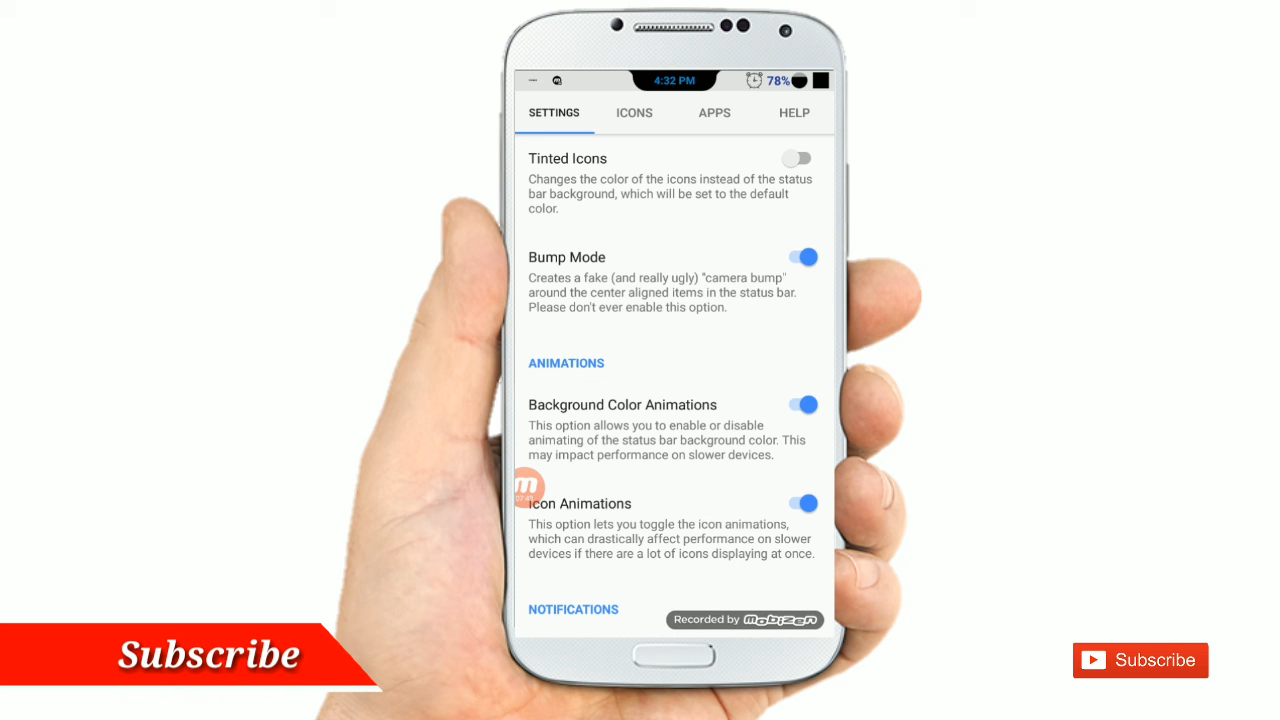 4:32 PM
78%
SETTINGS
ICONS
APPS
HELP
Tinted Icons
Changes the color of the icons instead of the status
bar background, which will be set to the default
color.
Bump Mode
Creates a fake (and really ugly) "camera bump"
around the center aligned items in the status bar.
Please don't ever enable this option.
ANIMATIONS
Background Color Animations
This option allows you to enable or disable
animating of the status bar background color. This
may impact performance on slower devices.
m
07:49
Icon Animations
This option lets you toggle the icon animations,
which can drastically affect performance on slower
devices if there are a lot of icons displaying at once.
NOTIFICATIONS
Recorded by mobizen
Subscribe
Subscribe